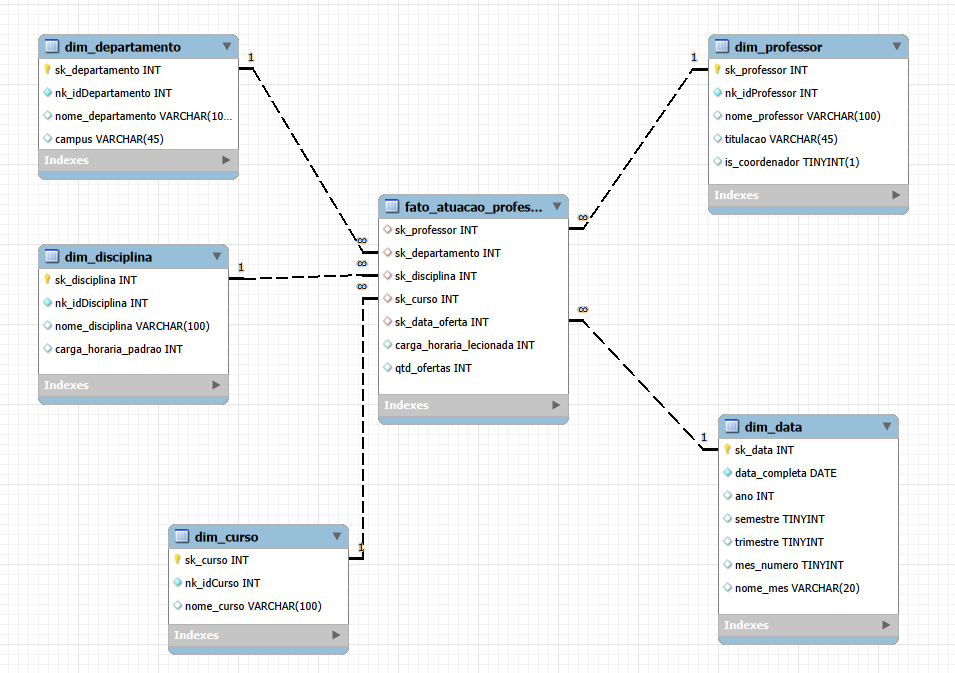 dim_departamento
sk_departamento INT
nk_idDepartamento INT
nome_departamento VARCHAR(10...
campus VARCHAR(45)
Indexes
1
dim_professor
sk_professor INT
nk_idProfessor INT
nome_professor VARCHAR(100)
titulacao VARCHAR(45)
is_coordenador TINYINT(1)
Indexes
1
fato_atuacao_profes...
sk_professor INT
sk_departamento INT
sk_disciplina INT
sk_curso INT
sk_data_oferta INT
carga_horaria_lecionada INT
qtd_ofertas INT
Indexes
∞
∞
∞
∞
∞
dim_disciplina
sk_disciplina INT
nk_idDisciplina INT
nome_disciplina VARCHAR(100)
carga_horaria_padrao INT
Indexes
1
dim_data
sk_data INT
data_completa DATE
ano INT
semestre TINYINT
trimestre TINYINT
mes_numero TINYINT
nome_mes VARCHAR(20)
Indexes
1
dim_curso
sk_curso INT
nk_idCurso INT
nome_curso VARCHAR(100)
Indexes
1